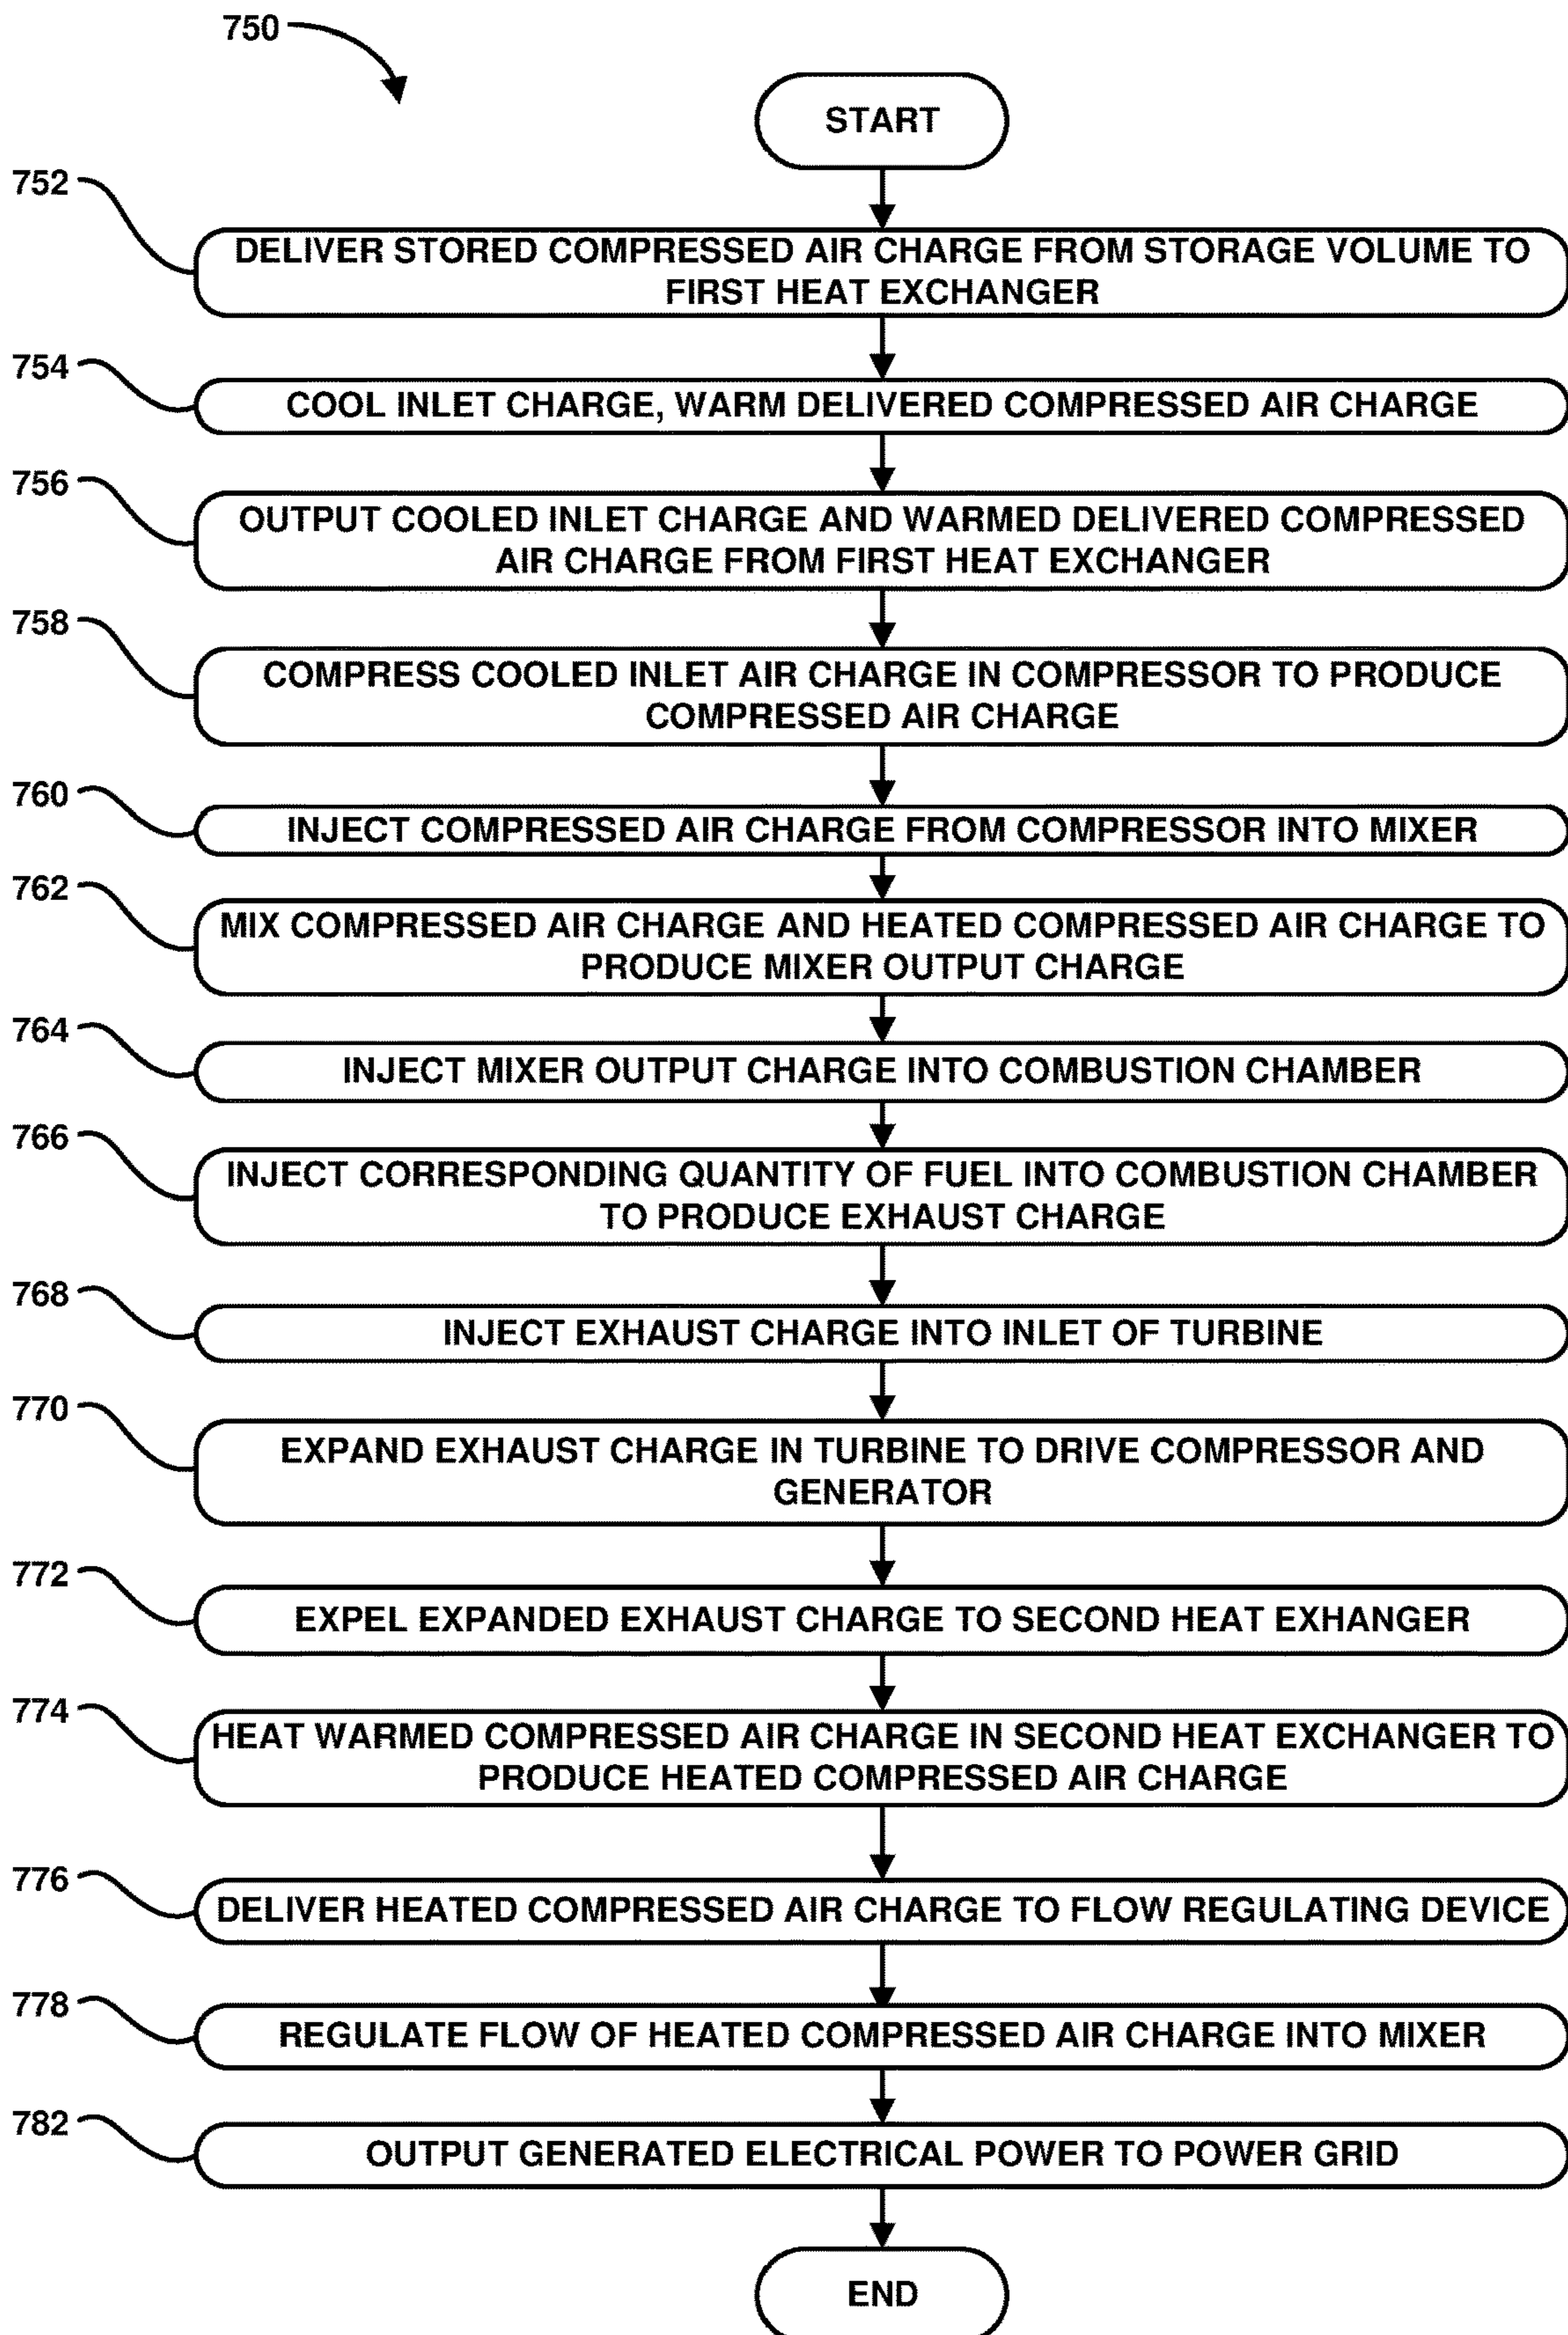 750
START
752
DELIVER STORED COMPRESSED AIR CHARGE FROM STORAGE VOLUME TO
FIRST HEAT EXCHANGER
754
COOL INLET CHARGE, WARM DELIVERED COMPRESSED AIR CHARGE
756
OUTPUT COOLED INLET CHARGE AND WARMED DELIVERED COMPRESSED
AIR CHARGE FROM FIRST HEAT EXCHANGER
758
COMPRESS COOLED INLET AIR CHARGE IN COMPRESSOR TO PRODUCE
COMPRESSED AIR CHARGE
760
INJECT COMPRESSED AIR CHARGE FROM COMPRESSOR INTO MIXER
762
MIX COMPRESSED AIR CHARGE AND HEATED COMPRESSED AIR CHARGE TO
PRODUCE MIXER OUTPUT CHARGE
764
INJECT MIXER OUTPUT CHARGE INTO COMBUSTION CHAMBER
766
INJECT CORRESPONDING QUANTITY OF FUEL INTO COMBUSTION CHAMBER
TO PRODUCE EXHAUST CHARGE
768
INJECT EXHAUST CHARGE INTO INLET OF TURBINE
770
EXPAND EXHAUST CHARGE IN TURBINE TO DRIVE COMPRESSOR AND
GENERATOR
772
EXPEL EXPANDED EXHAUST CHARGE TO SECOND HEAT EXHANGER
774
HEAT WARMED COMPRESSED AIR CHARGE IN SECOND HEAT EXCHANGER TO
PRODUCE HEATED COMPRESSED AIR CHARGE
776
DELIVER HEATED COMPRESSED AIR CHARGE TO FLOW REGULATING DEVICE
778
REGULATE FLOW OF HEATED COMPRESSED AIR CHARGE INTO MIXER
782
OUTPUT GENERATED ELECTRICAL POWER TO POWER GRID
END